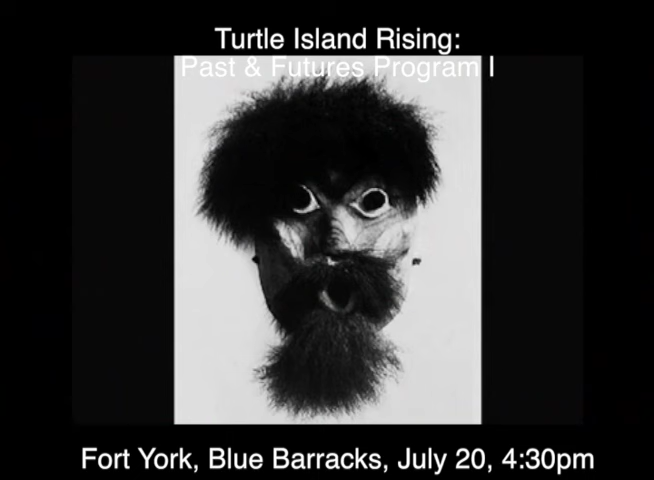 Turtle Island Rising:
Past & Futures Program I
Fort York, Blue Barracks, July 20, 4:30pm